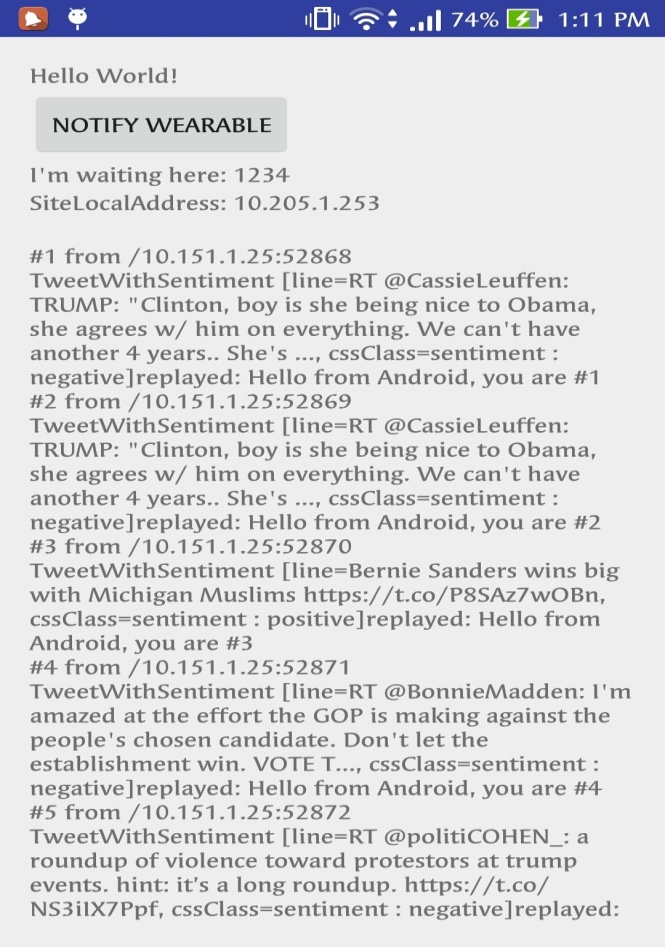 74% 1:11 PM
Hello World!
NOTIFY WEARABLE
I'm waiting here: 1234
SiteLocalAddress: 10.205.1.253
#1 from /10.151.1.25:52868
TweetWithSentiment [line=RT @CassieLeuffen:
TRUMP: "Clinton, boy is she being nice to Obama,
she agrees w/ him on everything. We can't have
another 4 years.. She's ..., cssClass=sentiment :
negative]replayed: Hello from Android, you are #1
#2 from /10.151.1.25:52869
TweetWithSentiment [line=RT @CassieLeuffen:
TRUMP: "Clinton, boy is she being nice to Obama,
she agrees w/ him on everything. We can't have
another 4 years.. She's ..., cssClass=sentiment :
negative]replayed: Hello from Android, you are #2
#3 from /10.151.1.25:52870
TweetWithSentiment [line=Bernie Sanders wins big
with Michigan Muslims https://t.co/P8SAz7wOBn,
cssClass=sentiment : positive]replayed: Hello from
Android, you are #3
#4 from /10.151.1.25:52871
TweetWithSentiment [line=RT @BonnieMadden: I'm
amazed at the effort the GOP is making against the
people's chosen candidate. Don't let the
establishment win. VOTE T..., cssClass=sentiment :
negative]replayed: Hello from Android, you are #4
#5 from /10.151.1.25:52872
TweetWithSentiment [line=RT @politiCOHEN_: a
roundup of violence toward protestors at trump
events. hint: it's a long roundup. https://t.co/
NS3iIX7Ppf, cssClass=sentiment : negative]replayed: